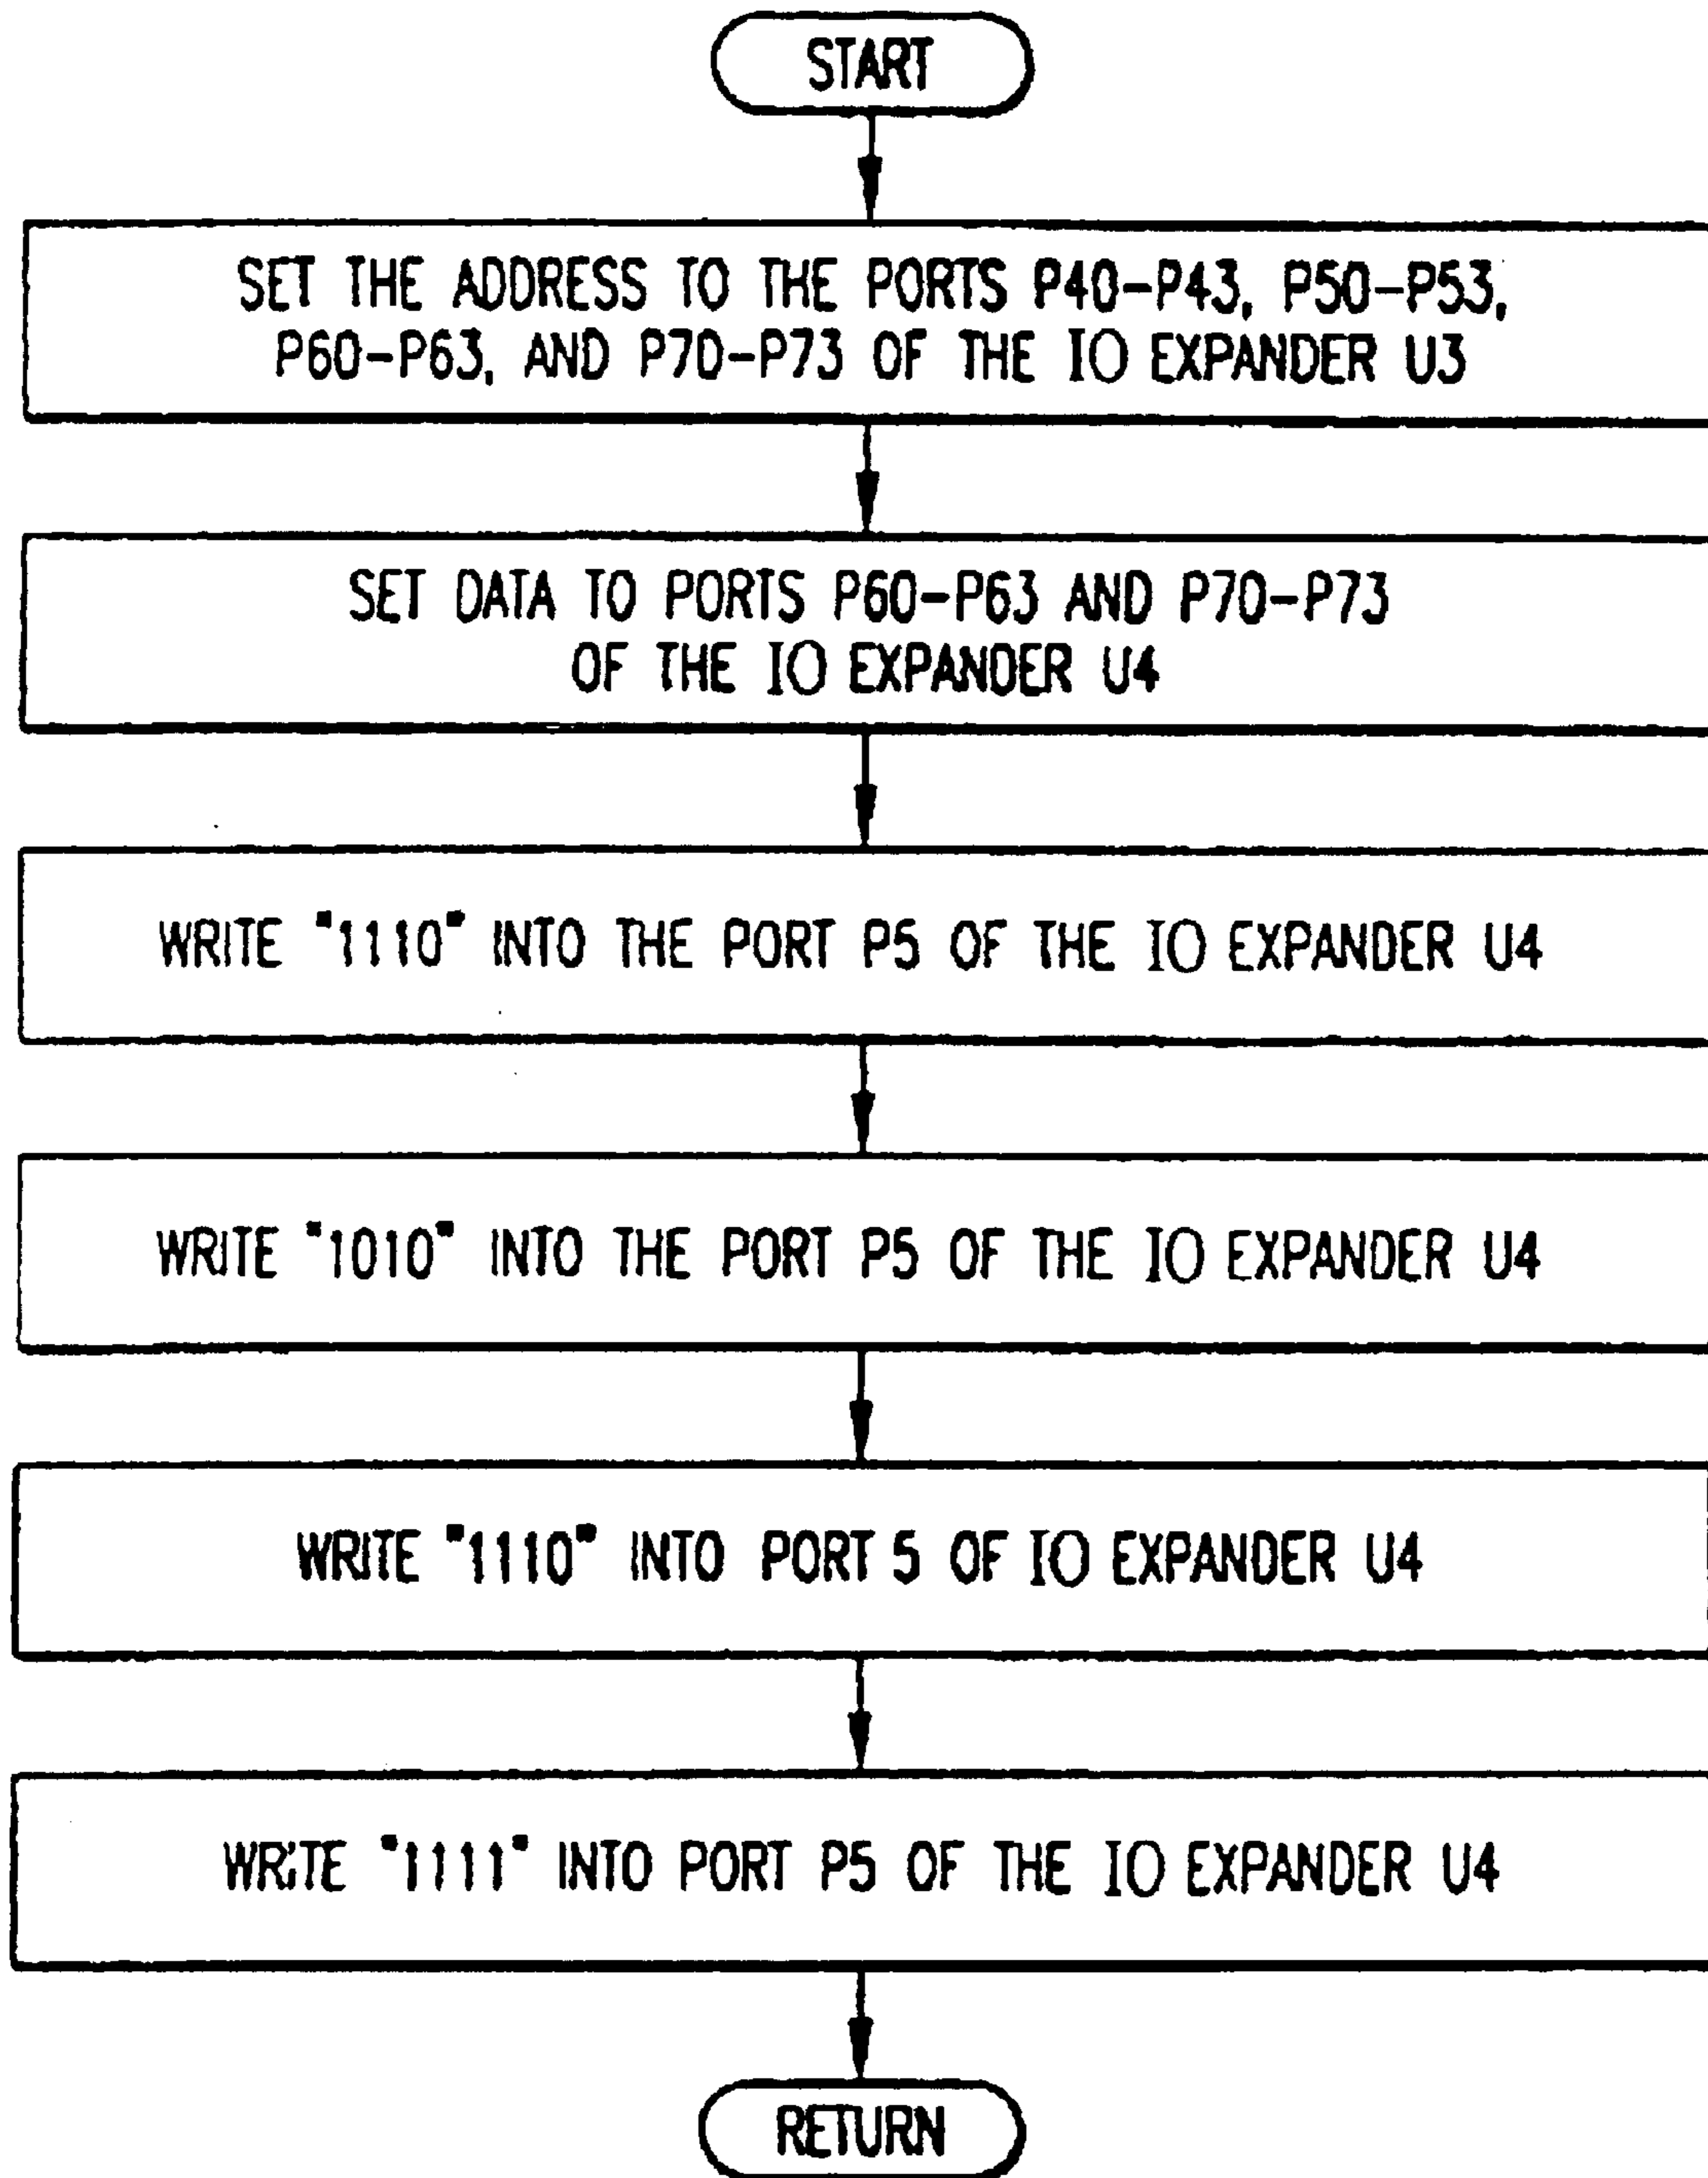 START
SET THE ADDRESS TO THE PORTS P40-P43, P50-P53,
P60-P63, AND P70-P73 OF THE IO EXPANDER U3
SET DATA TO PORTS P60-P63 AND P70-P73
OF THE IO EXPANDER U4
WRITE "1110" INTO THE PORT P5 OF THE IO EXPANDER U4
WRITE "1010" INTO THE PORT P5 OF THE IO EXPANDER U4
WRITE "1110" INTO PORT 5 OF IO EXPANDER U4
WRITE "1111" INTO PORT P5 OF THE IO EXPANDER U4
RETURN